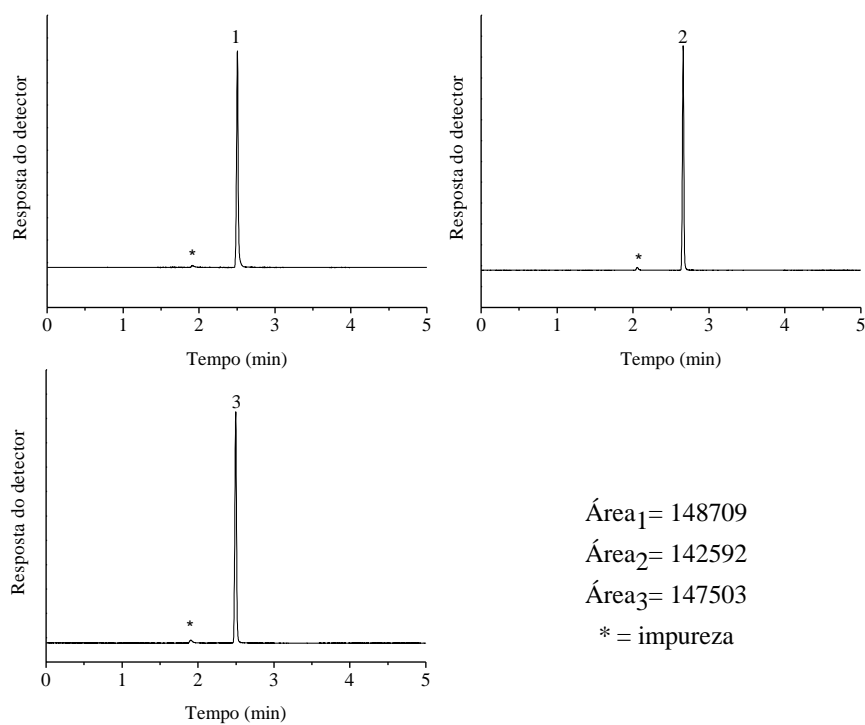 1
*
Resposta do detector
0 1 2 3 4 5
Tempo (min)
2
*
Resposta do detector
0 1 2 3 4 5
Tempo (min)
3
*
Resposta do detector
0 1 2 3 4 5
Tempo (min)
Área1= 148709
Área2= 142592
Área3= 147503
* = impureza